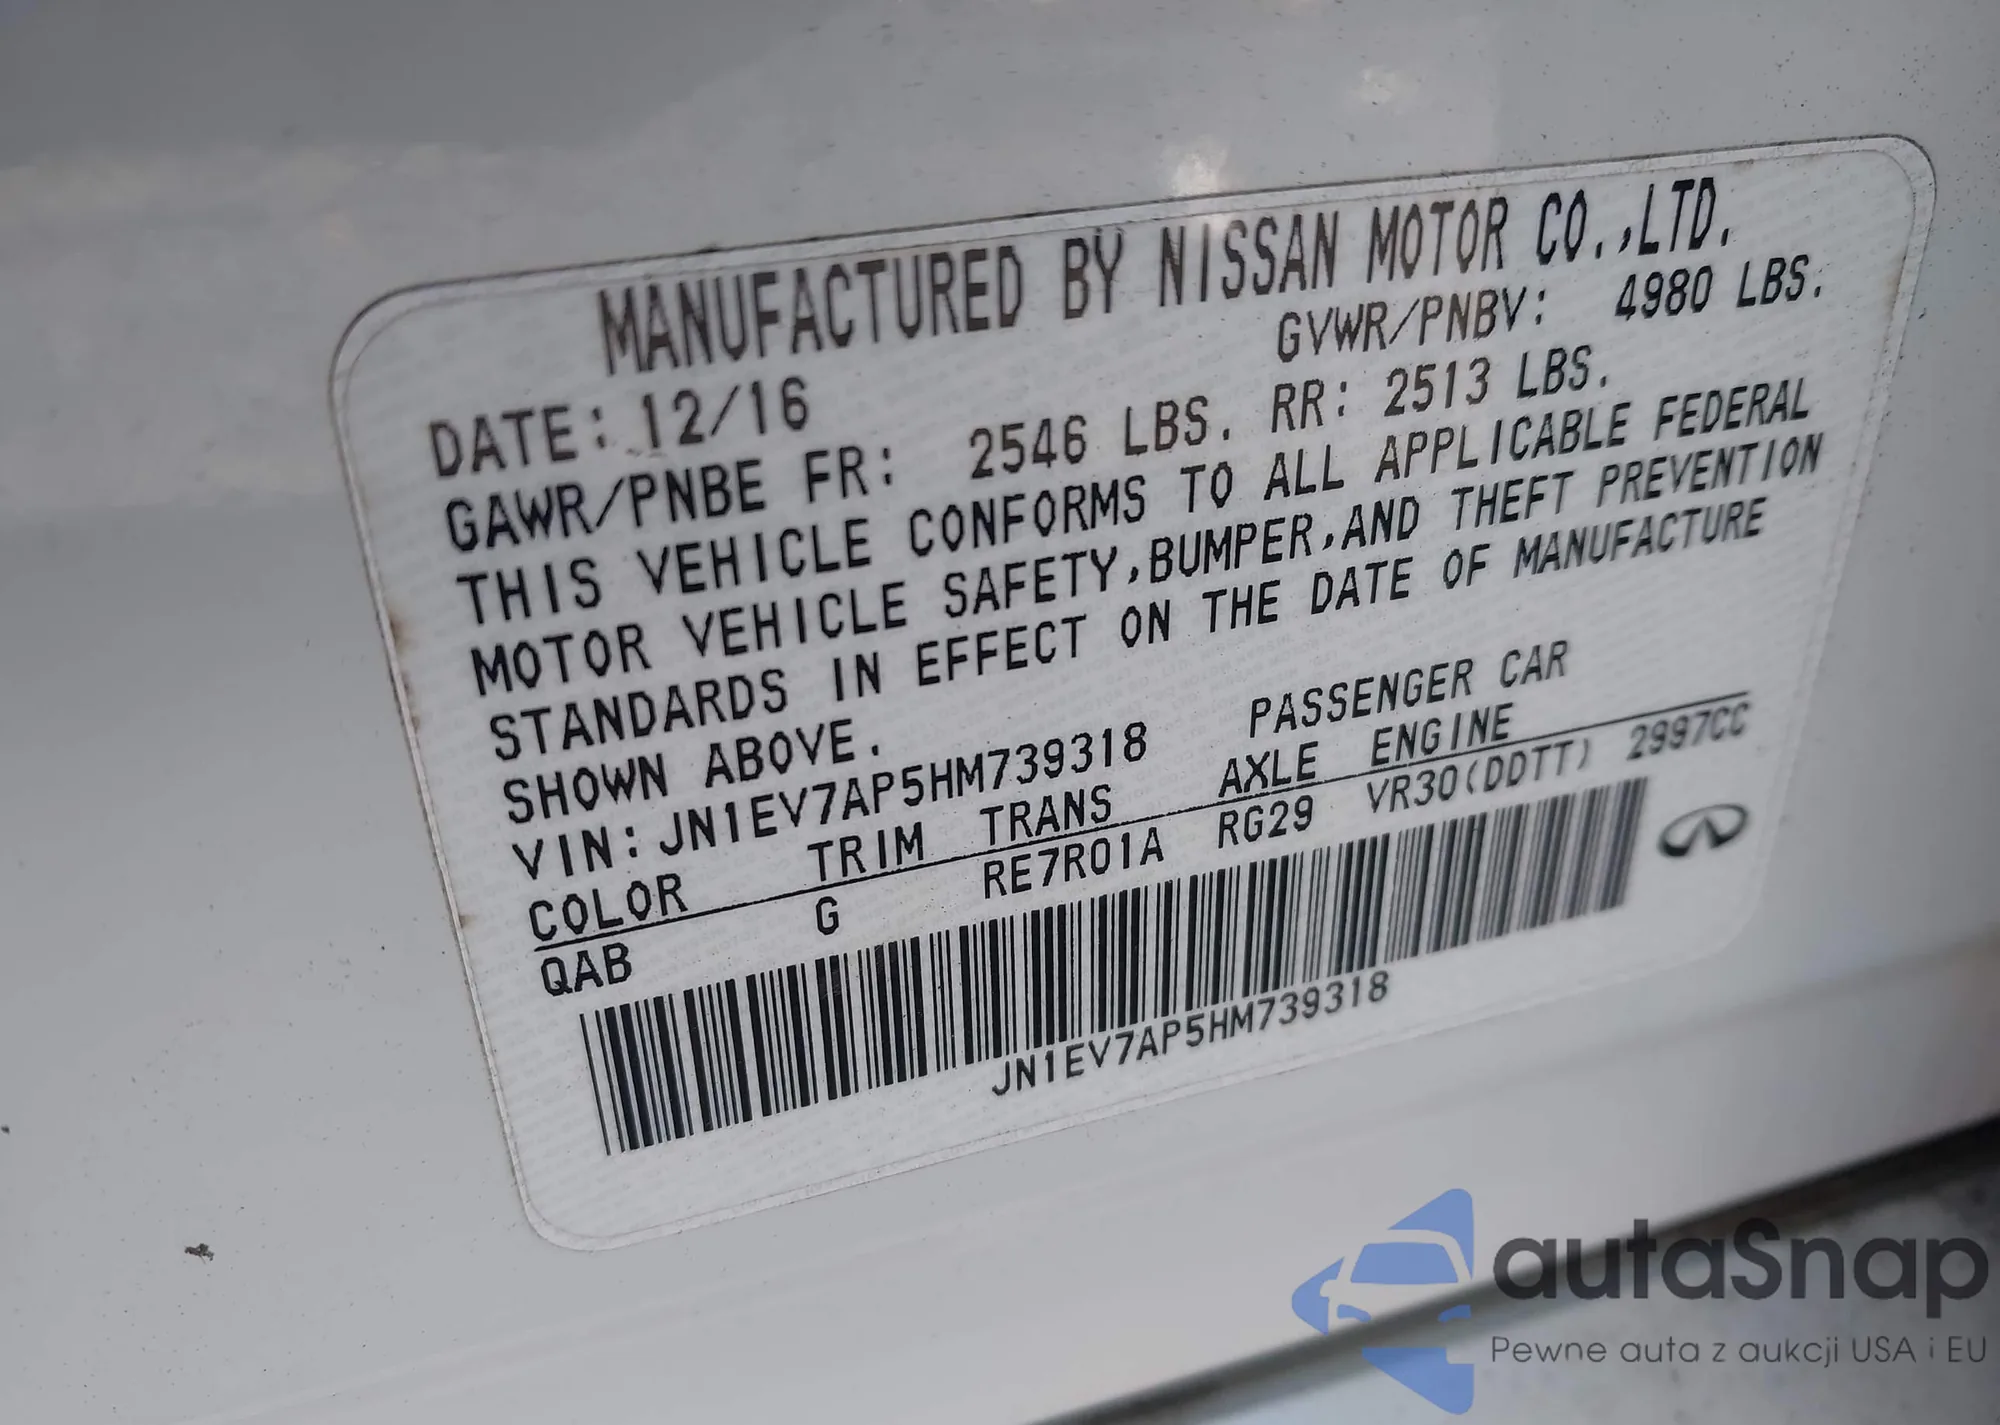 MANUFACTURED BY NISSAN MOTOR CO.,LTD.
DATE: 12/16 GVWR/PNBV: 4980 LBS.
GAWR/PNBE FR: 2546 LBS. RR: 2513 LBS.
THIS VEHICLE CONFORMS TO ALL APPLICABLE FEDERAL
MOTOR VEHICLE SAFETY,BUMPER,AND THEFT PREVENTION
STANDARDS IN EFFECT ON THE DATE OF MANUFACTURE
SHOWN ABOVE.
VIN:JN1EV7AP5HM739318 PASSENGER CAR
COLOR TRIM TRANS AXLE ENGINE
QAB G RE7R01A RG29 VR30(DDTT) 2997CC
JN1EV7AP5HM739318
autaSnap
Pewne auta z aukcji USA i EU